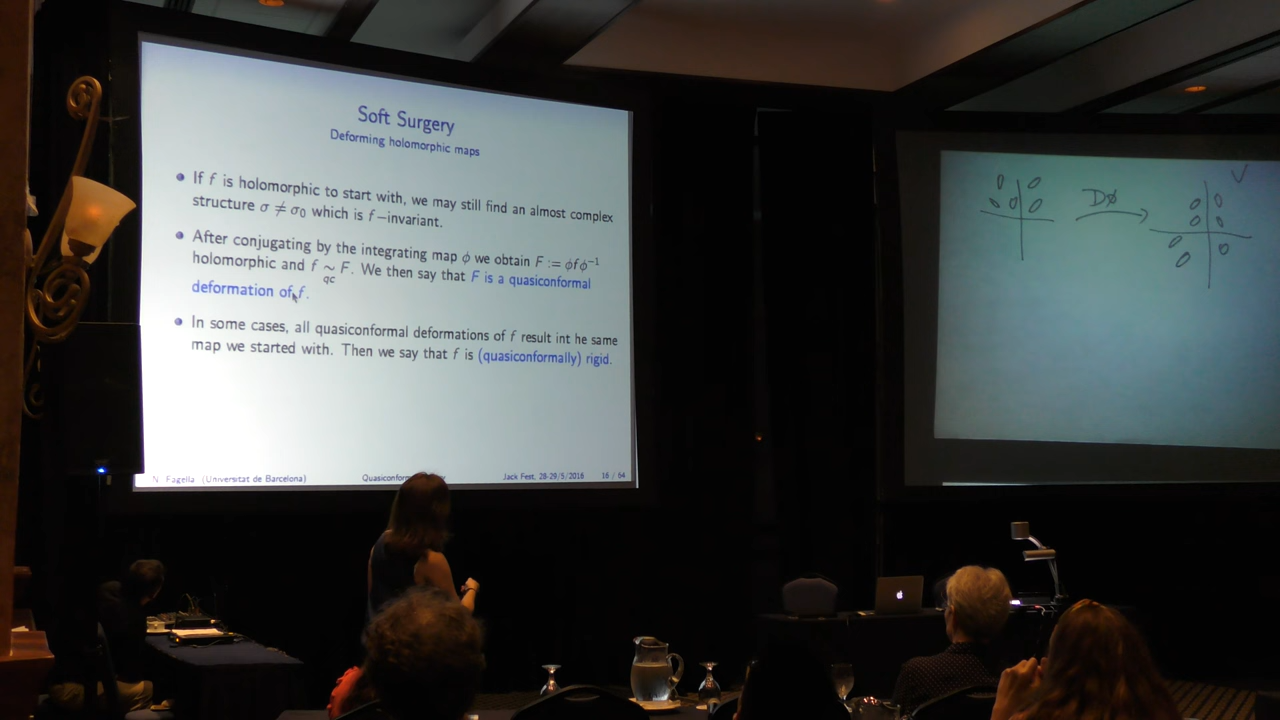 Soft Surgery
Deforming holomorphic maps
If f is holomorphic to start with, we may still find an almost complex
structure σ ≠ σ₀ which is f−invariant.
After conjugating by the integrating map ϕ we obtain F := ϕfϕ⁻¹
holomorphic and f ~ F. We then say that F is a quasiconformal
qc
deformation of f.
In some cases, all quasiconformal deformations of f result int he same
map we started with. Then we say that f is (quasiconformally) rigid.
N. Fagella (Universitat de Barcelona)
Jack Fest, 28-29/5/2016 16 / 64
Dϕ